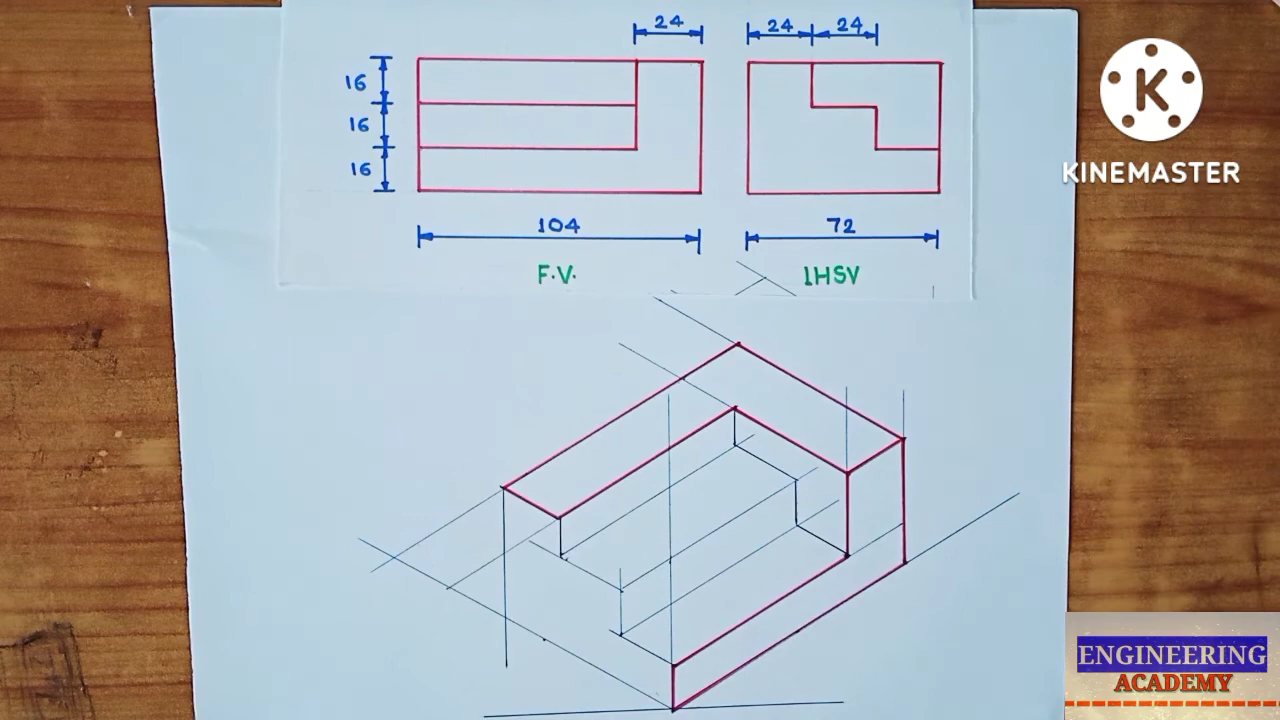 24
24 24
16
16
16
104
72
F.V.
LHSV
K
KINEMASTER
ENGINEERING
ACADEMY